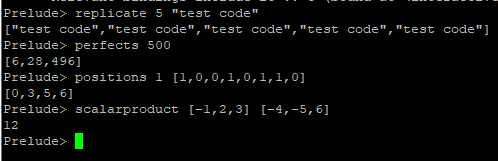 Prelude> replicate 5 "test code"
["test code","test code","test code","test code","test code"]
Prelude> perfects 500
[6,28,496]
Prelude> positions 1 [1,0,0,1,0,1,1,0]
[0,3,5,6]
Prelude> scalarproduct [-1,2,3] [-4,-5,6]
12
Prelude>